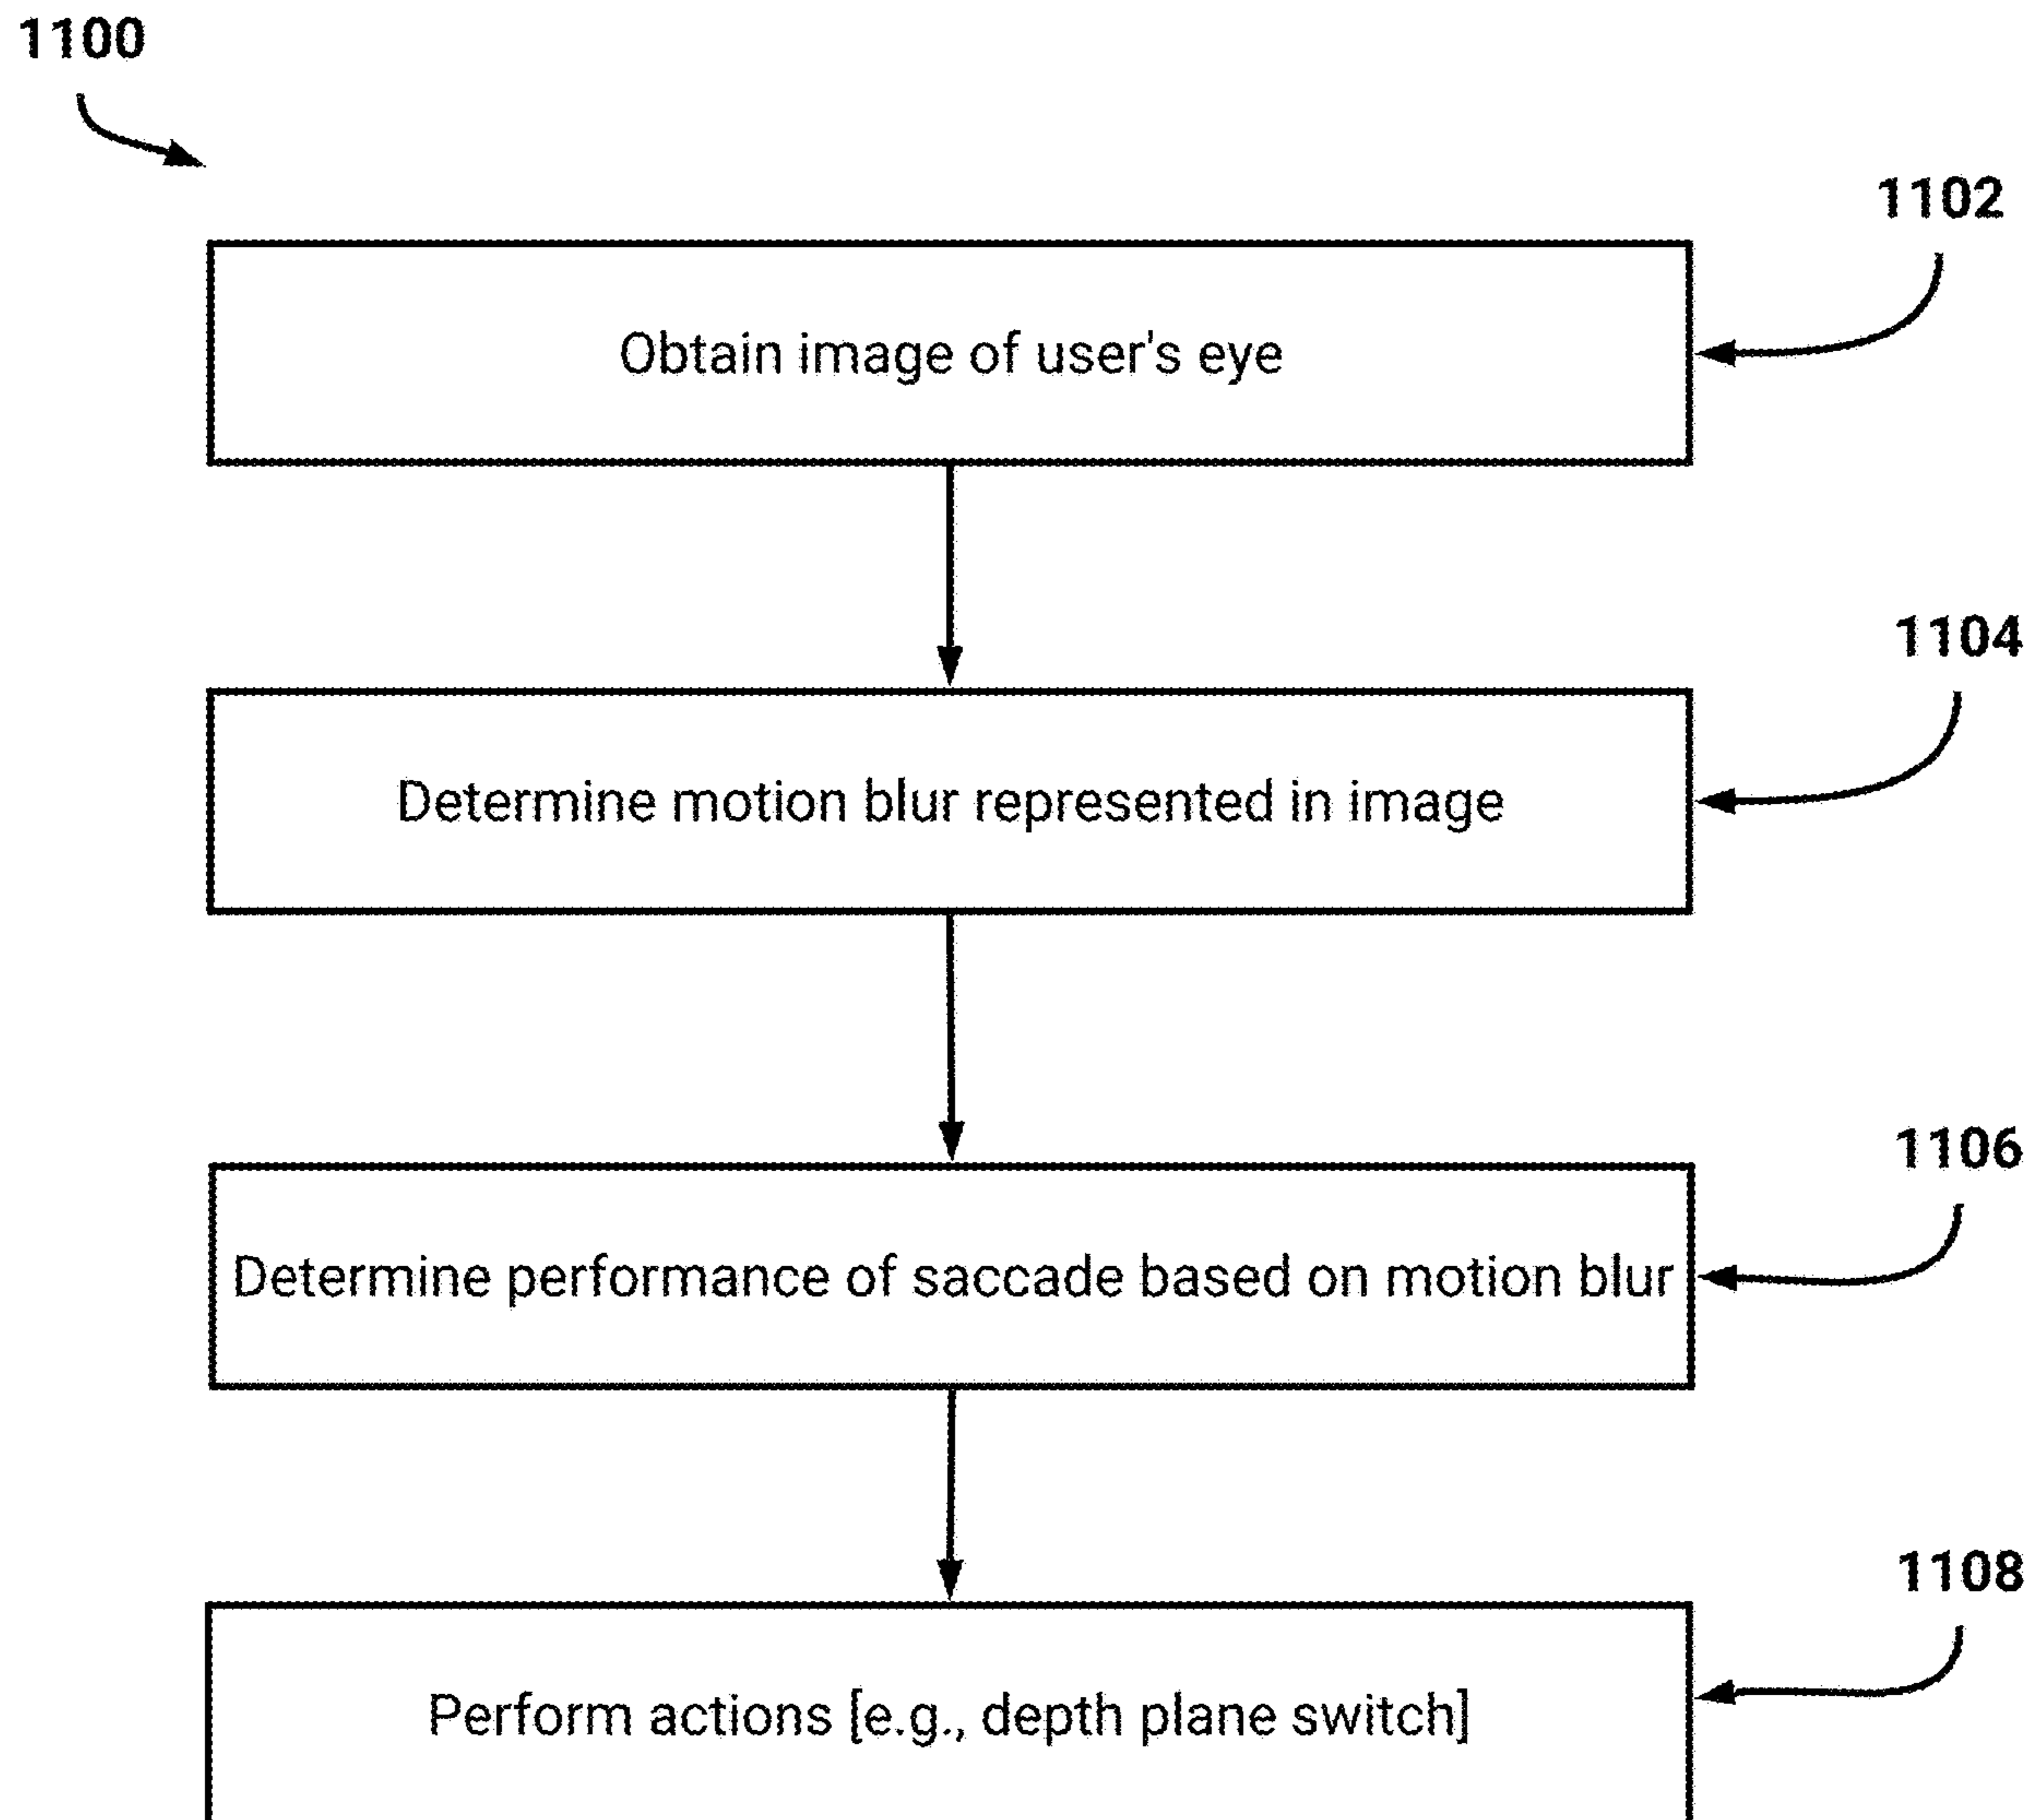 1100
1102
Obtain image of user's eye
1104
Determine motion blur represented in image
1106
Determine performance of saccade based on motion blur
1108
Perform actions [e.g., depth plane switch]